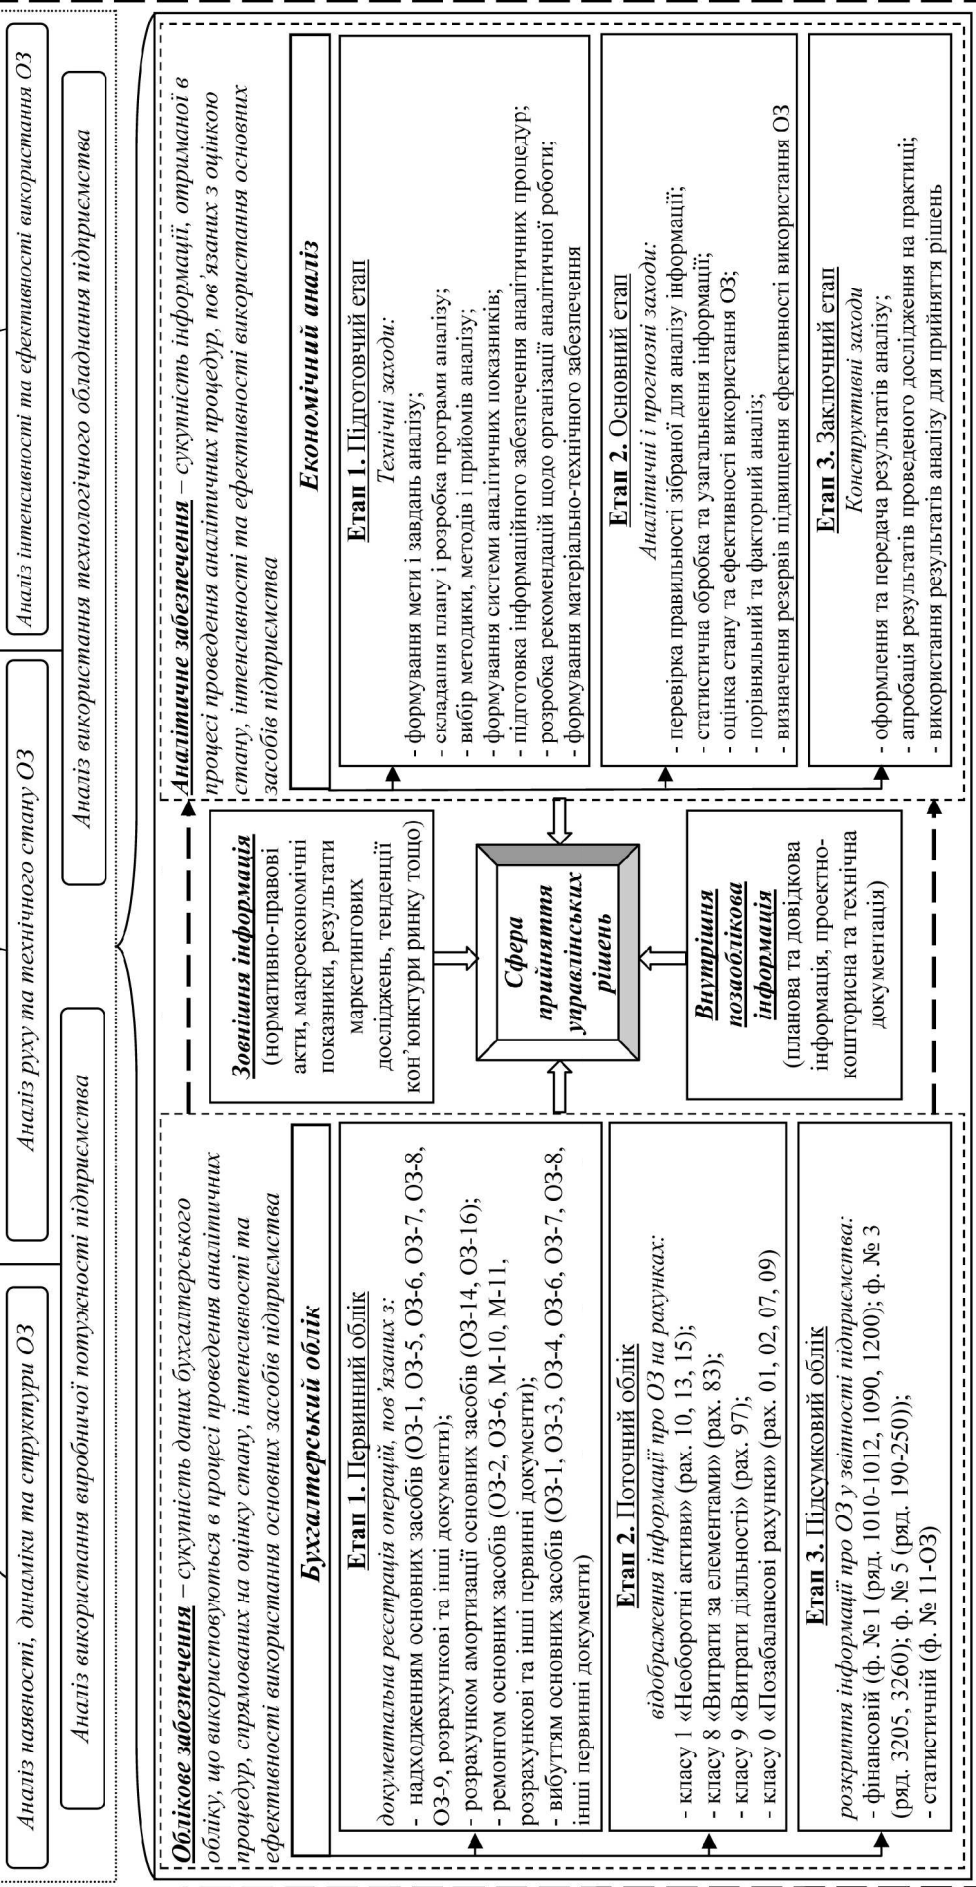 Аналіз наявності, динаміки та структури ОЗ
Аналіз руху та технічного стану ОЗ
Аналіз інтенсивності та ефективності використання ОЗ
Аналіз використання виробничої потужності підприємства
Аналіз використання технологічного обладнання підприємства
Облікове забезпечення – сукупність даних бухгалтерського
обліку, що використовуються в процесі проведення аналітичних
процедур, спрямованих на оцінку стану, інтенсивності та
ефективності використання основних засобів підприємства
Бухгалтерський облік
Етап 1. Первинний облік
документальна реєстрація операцій, пов’язаних з:
- надходженням основних засобів (ОЗ-1, ОЗ-5, ОЗ-6, ОЗ-7, ОЗ-8,
ОЗ-9, розрахункові та інші документи);
- розрахунком амортизації основних засобів (ОЗ-14, ОЗ-16);
- ремонтом основних засобів (ОЗ-2, ОЗ-6, М-10, М-11,
розрахункові та інші первинні документи);
- вибуттям основних засобів (ОЗ-1, ОЗ-3, ОЗ-4, ОЗ-6, ОЗ-7, ОЗ-8,
інші первинні документи)
Етап 2. Поточний облік
відображення інформації про ОЗ на рахунках:
- класу 1 «Необоротні активи» (рах. 10, 13, 15);
- класу 8 «Витрати за елементами» (рах. 83);
- класу 9 «Витрати діяльності» (рах. 97);
- класу 0 «Позабалансові рахунки» (рах. 01, 02, 07, 09)
Етап 3. Підсумковий облік
розкриття інформації про ОЗ у звітності підприємства:
- фінансовій (ф. № 1 (ряд. 1010-1012, 1090, 1200); ф. № 3
(ряд. 3205, 3260); ф. № 5 (ряд. 190-250));
- статистичній (ф. № 11-ОЗ)
Зовнішня інформація
(нормативно-правові
акти, макроекономічні
показники, результати
маркетингових
досліджень, тенденції
кон’юнктури ринку тощо)
Сфера
прийняття
управлінських
рішень
Внутрішня
позаоблікова
інформація
(планова та довідкова
інформація, проектно-
кошторисна та технічна
документація)
Аналітичне забезпечення – сукупність інформації, отриманої в
процесі проведення аналітичних процедур, пов’язаних з оцінкою
стану, інтенсивності та ефективності використання основних
засобів підприємства
Економічний аналіз
Етап 1. Підготовчий етап
Технічні заходи:
- формування мети і завдань аналізу;
- складання плану і розробка програми аналізу;
- вибір методики, методів і прийомів аналізу;
- формування системи аналітичних показників;
- підготовка інформаційного забезпечення аналітичних процедур;
- розробка рекомендацій щодо організації аналітичної роботи;
- формування матеріально-технічного забезпечення
Етап 2. Основний етап
Аналітичні і прогнозні заходи:
- перевірка правильності зібраної для аналізу інформації;
- статистична обробка та узагальнення інформації;
- оцінка стану та ефективності використання ОЗ;
- порівняльний та факторний аналіз;
- визначення резервів підвищення ефективності використання ОЗ
Етап 3. Заключний етап
Конструктивні заходи
- оформлення та передача результатів аналізу;
- апробація результатів проведеного дослідження на практиці;
- використання результатів аналізу для прийняття рішень